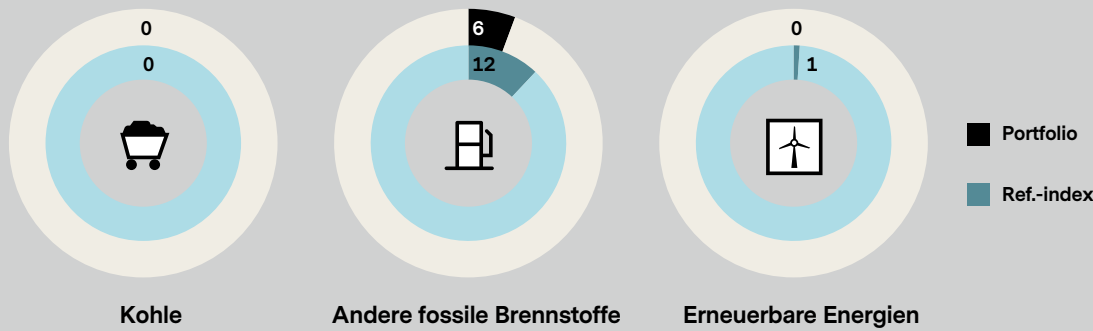 0
0
Kohle
6
12
Andere fossile Brennstoffe
0
1
Erneuerbare Energien
Portfolio
Ref.-index